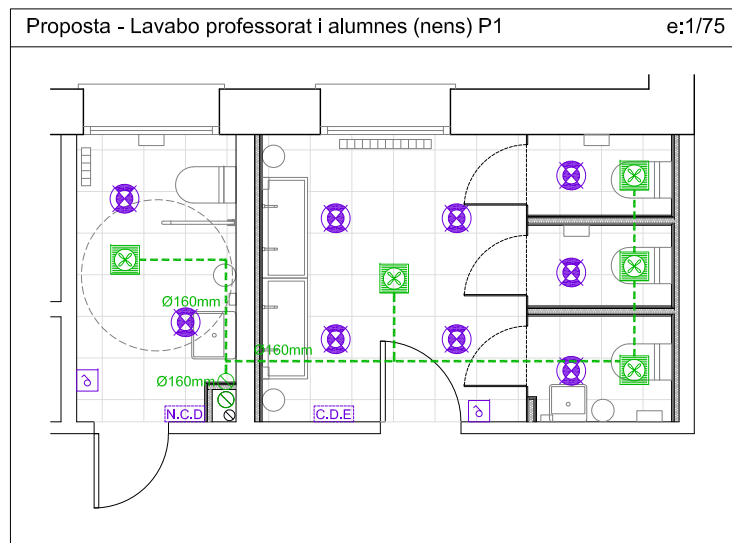 Proposta - Lavabo professorat i alumnes (nens) P1
e:1/75
Ø160mm
Ø160mm
Ø160mm
N.C.D
C.D.E